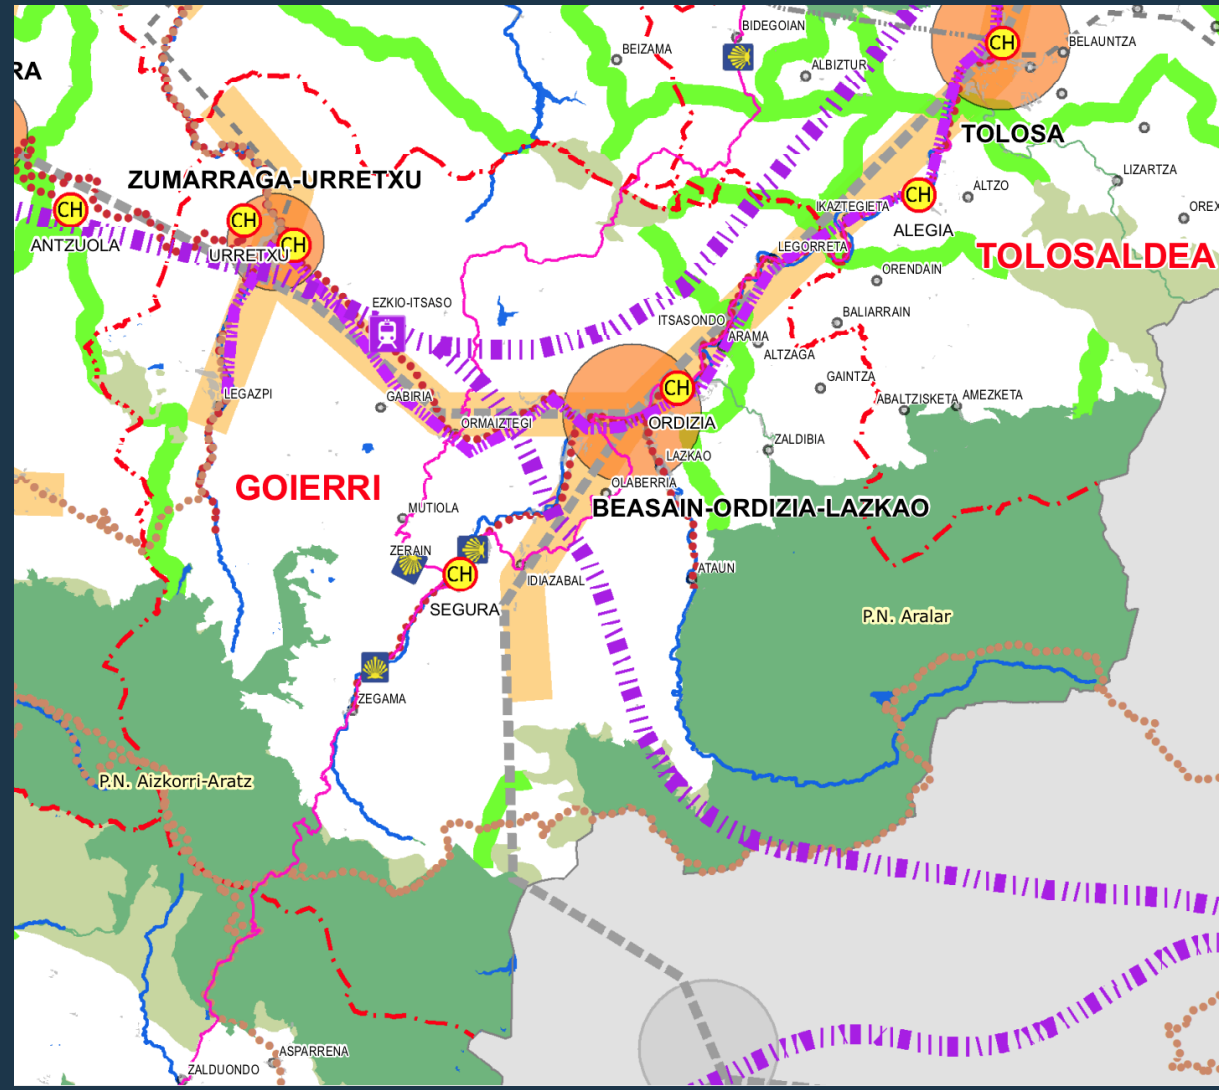 BIDEGOIAN
BEIZAMA
CH
BELAUNTZA
RA
ALBIZTUR
TOLOSA
ZUMARRAGA-URRETXU
LIZARTZA
ALTZO
CH
CH
CH
IKAZTEGIETA
OREX
CH
ALEGIA
ANTZUOLA
CH
LEGORRETA
URRETXU
TOLOSALDEA
ORENDAIN
EZKIO-ITSASO
BALIARRAIN
ITSASONDO
ARAMA
ALTZAGA
GAINTZA
CH
LEGAZPI
GABIRIA
ABALTZISKETA
AMEZKETA
ORMAIZTEGI
ORDIZIA
ZALDIBIA
LAZKAO
GOIERRI
OLABERRIA
MUTIOLA
BEASAIN-ORDIZIA-LAZKAO
ZERAIN
CH
IDIAZABAL
ATAUN
SEGURA
P.N. Aralar
ZEGAMA
P.N. Aizkorri-Aratz
ASPARRENA
ZALDUONDO